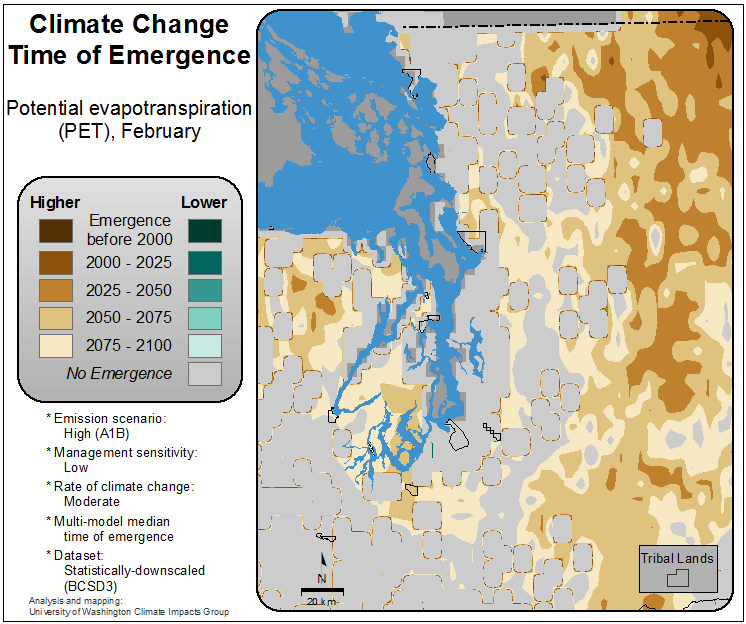 Climate Change
Time of Emergence
Potential evapotranspiration
(PET), February
Higher Lower
Emergence
before 2000
2000 - 2025
2025 - 2050
2050 - 2075
2075 - 2100
No Emergence
* Emission scenario:
High (A1B)
* Management sensitivity:
Low
* Rate of climate change:
Moderate
* Multi-model median
time of emergence
* Dataset:
Statistically-downscaled
(BCSD3)
Analysis and mapping:
University of Washington Climate Impacts Group
N
20 km
Tribal Lands